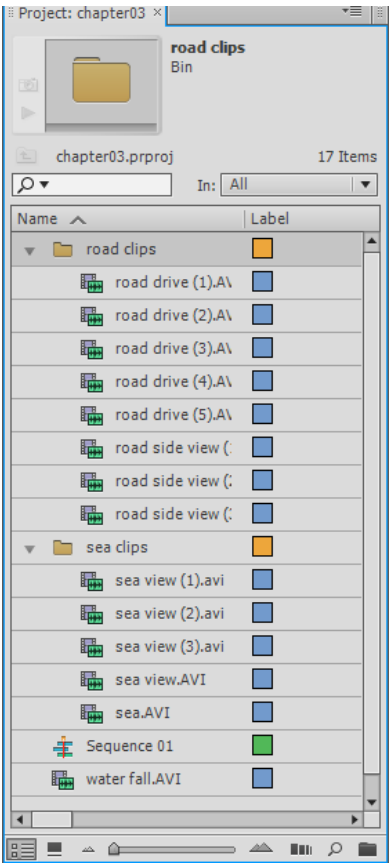 Project: chapter03 ×
road clips
Bin
chapter03.prproj 17 Items
In: All
Name Label
road clips
road drive (1).AV
road drive (2).AV
road drive (3).AV
road drive (4).AV
road drive (5).AV
road side view (
road side view (
road side view (
sea clips
sea view (1).avi
sea view (2).avi
sea view (3).avi
sea view.AVI
sea.AVI
Sequence 01
water fall.AVI